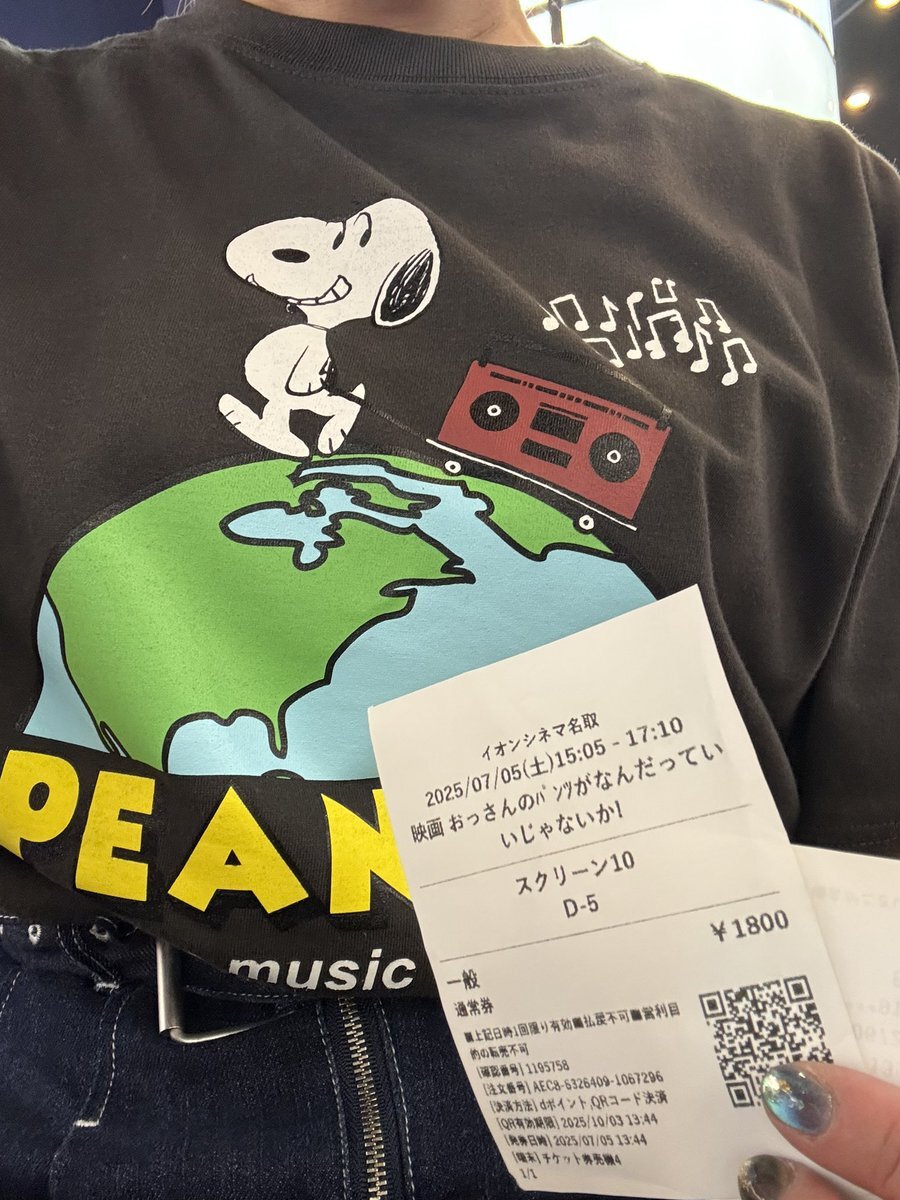 PEAN
music
イオンシネマ名取
2025/07/05(土)15:05 - 17:10
映画 おっさんのﾊﾟﾝﾂがなんだってい
いじゃないか!
スクリーン10
D-5
¥1800
一般
通常券
■上記日時1回限り有効■払戻不可■営利目
的の転売不可
[確認番号] 1195758
[注文番号] AEC8-6326409-1067296
[決済方法] dポイント,QRコード決済
[QR有効期限] 2025/10/03 13:44
[発券日時] 2025/07/05 13:44
[端末] チケット券売機4
1/1